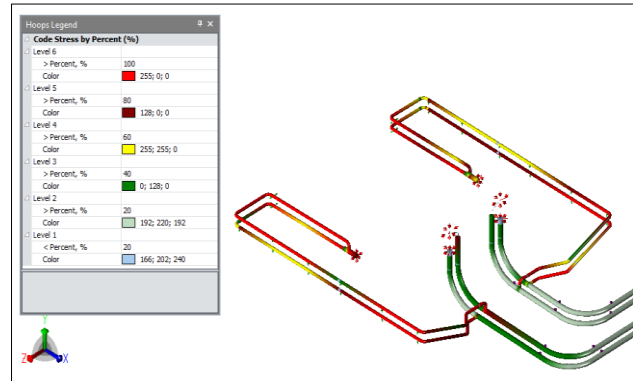 Hoops Legend
Code Stress by Percent (%)
Level 6
> Percent, % 100
Color 255; 0; 0
Level 5
> Percent, % 80
Color 128; 0; 0
Level 4
> Percent, % 60
Color 255; 255; 0
Level 3
> Percent, % 40
Color 0; 128; 0
Level 2
> Percent, % 20
Color 192; 220; 192
Level 1
< Percent, % 20
Color 166; 202; 240
Y
Z X